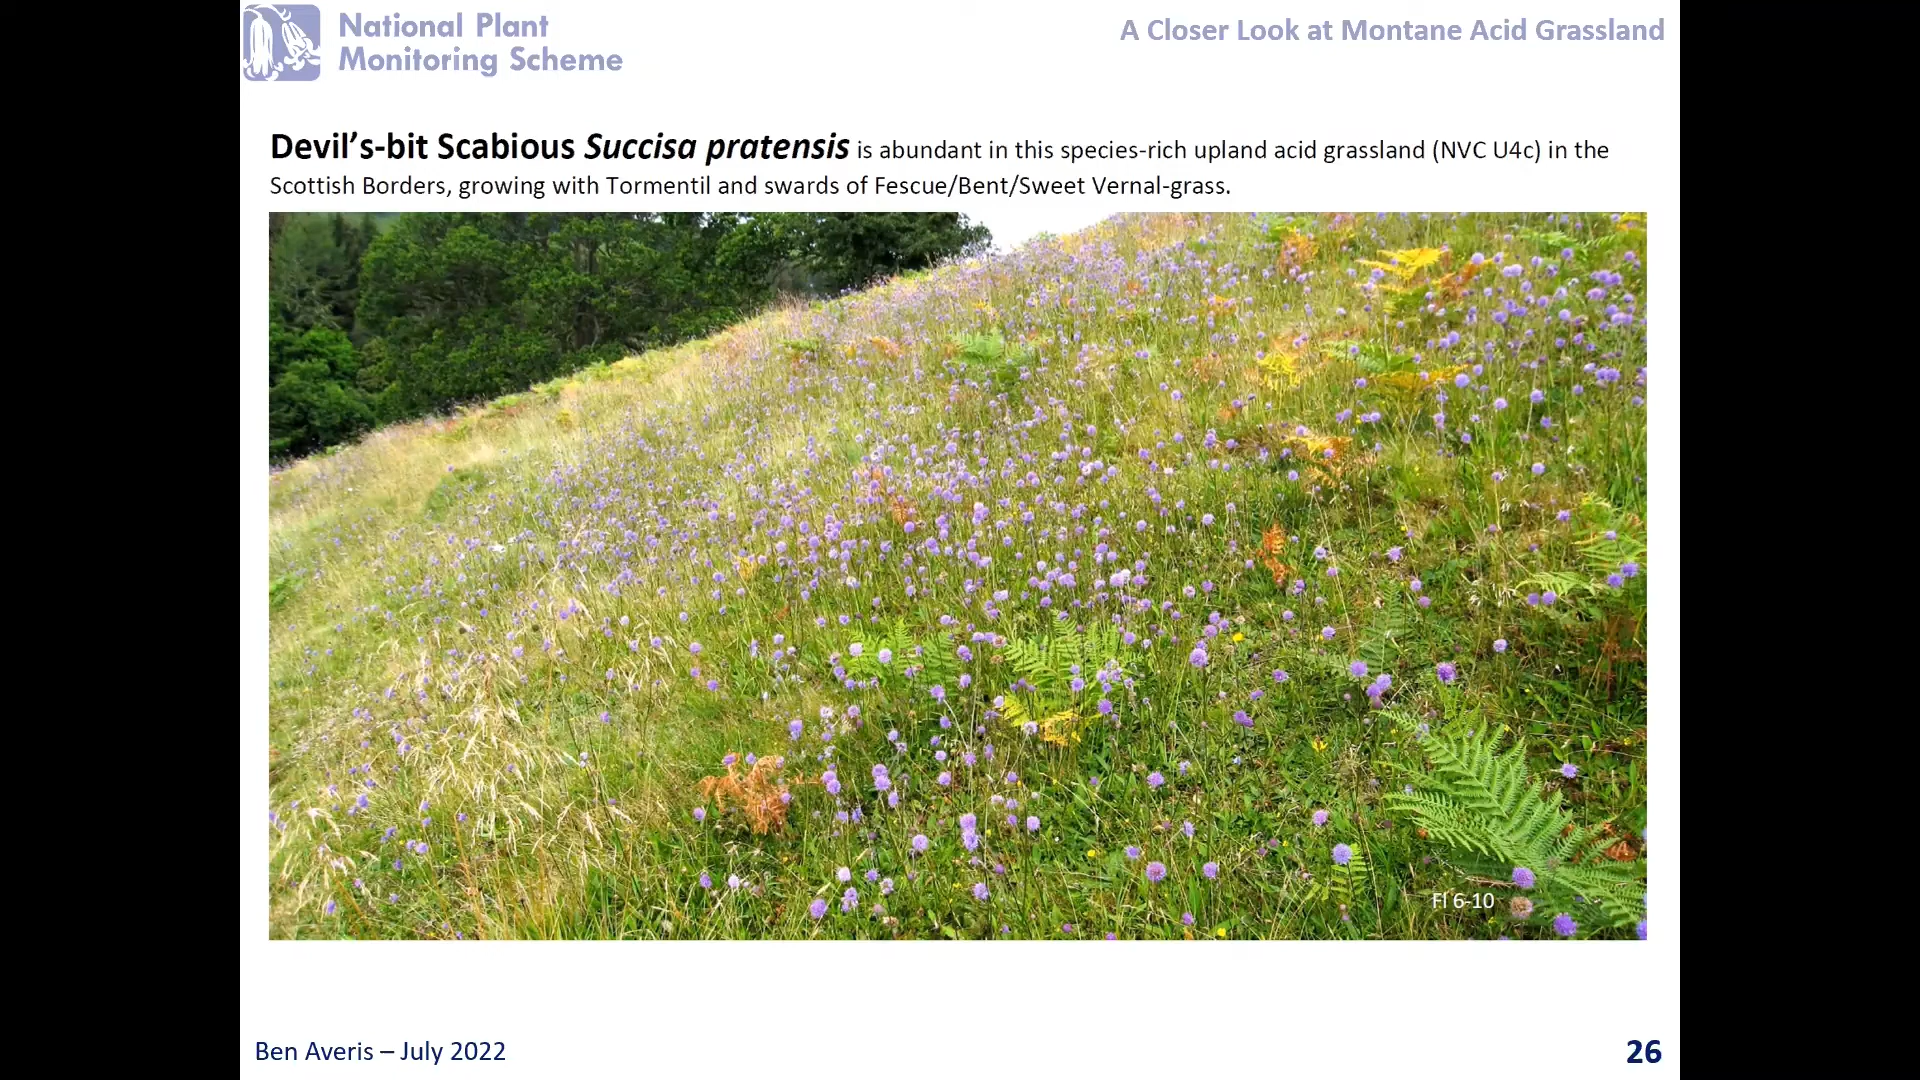 National Plant
Monitoring Scheme
A Closer Look at Montane Acid Grassland
Devil’s-bit Scabious Succisa pratensis is abundant in this species-rich upland acid grassland (NVC U4c) in the
Scottish Borders, growing with Tormentil and swards of Fescue/Bent/Sweet Vernal-grass.
Fl 6-10
Ben Averis – July 2022
26